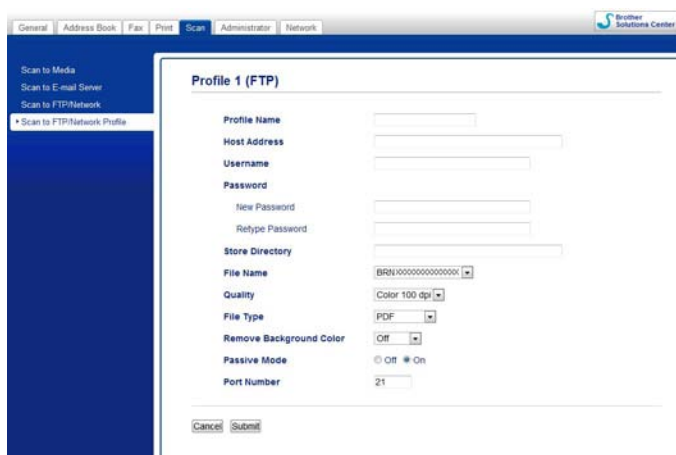 General Address Book Fax Print Scan Administrator Network
Brother
Solutions Center
Scan to Media
Scan to E-mail Server
Scan to FTP/Network
Scan to FTP/Network Profile
Profile 1 (FTP)
Profile Name
Host Address
Username
Password
New Password
Retype Password
Store Directory
File Name BRNXXXXXXXXXXXX
Quality Color 100 dpi
File Type PDF
Remove Background Color Off
Passive Mode Off On
Port Number 21
Cancel Submit